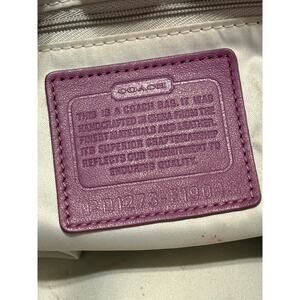 COACH
THIS IS A COACH BAG. IT WAS
HANDCRAFTED IN CHINA FROM THE
FINEST MATERIALS AND LEATHER.
ITS SUPERIOR CRAFTSMANSHIP
REFLECTS OUR COMMITMENT TO
ENDURING QUALITY.